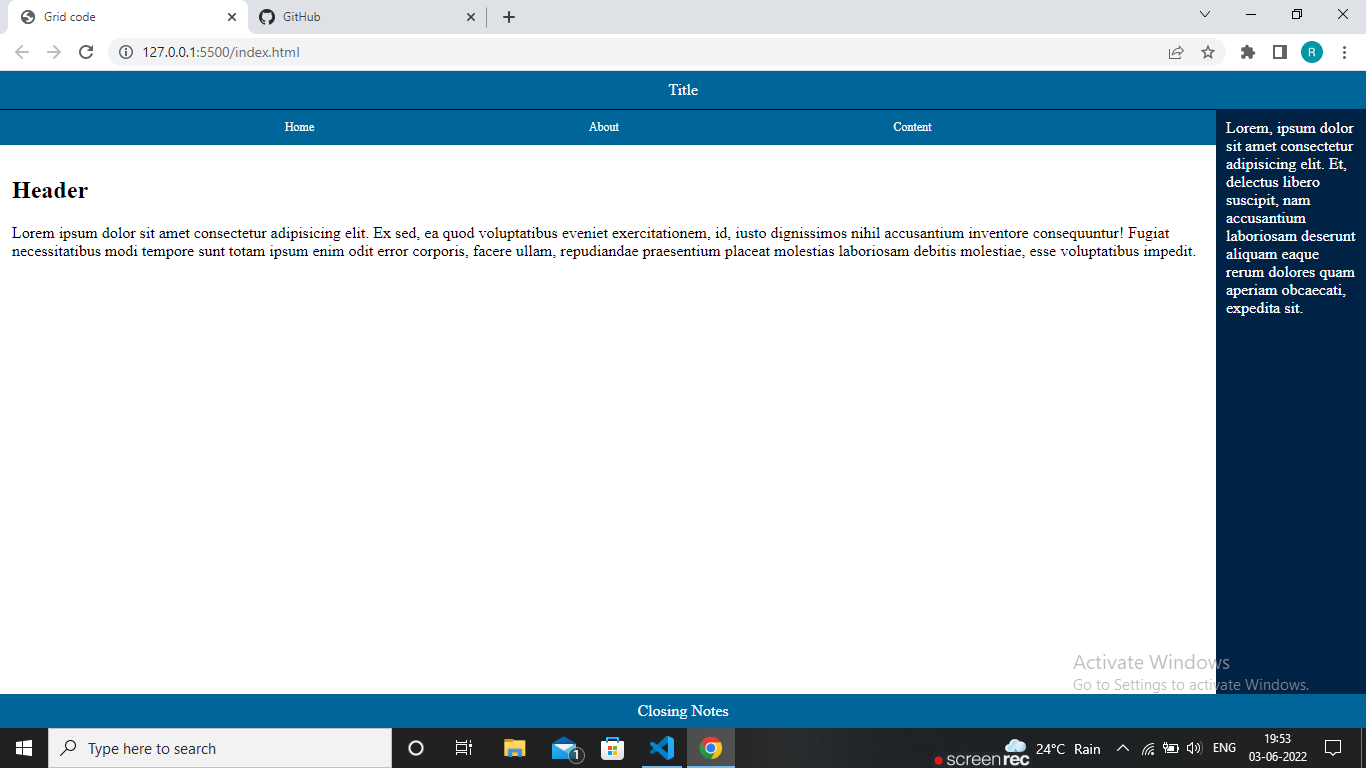 Grid code
GitHub
127.0.0.1:5500/index.html
R
Title
Home About Content
Header
Lorem ipsum dolor sit amet consectetur adipisicing elit. Ex sed, ea quod voluptatibus eveniet exercitationem, id, iusto dignissimos nihil accusantium inventore consequuntur! Fugiat
necessitatibus modi tempore sunt totam ipsum enim odit error corporis, facere ullam, repudiandae praesentium placeat molestias laboriosam debitis molestiae, esse voluptatibus impedit.
Lorem, ipsum dolor
sit amet consectetur
adipisicing elit. Et,
delectus libero
suscipit, nam
accusantium
laboriosam deserunt
aliquam eaque
rerum dolores quam
aperiam obcaecati,
expedita sit.
Activate Windows
Go to Settings to activate Windows.
Closing Notes
Type here to search
1
screenrec
24°C Rain
ENG
19:53
03-06-2022